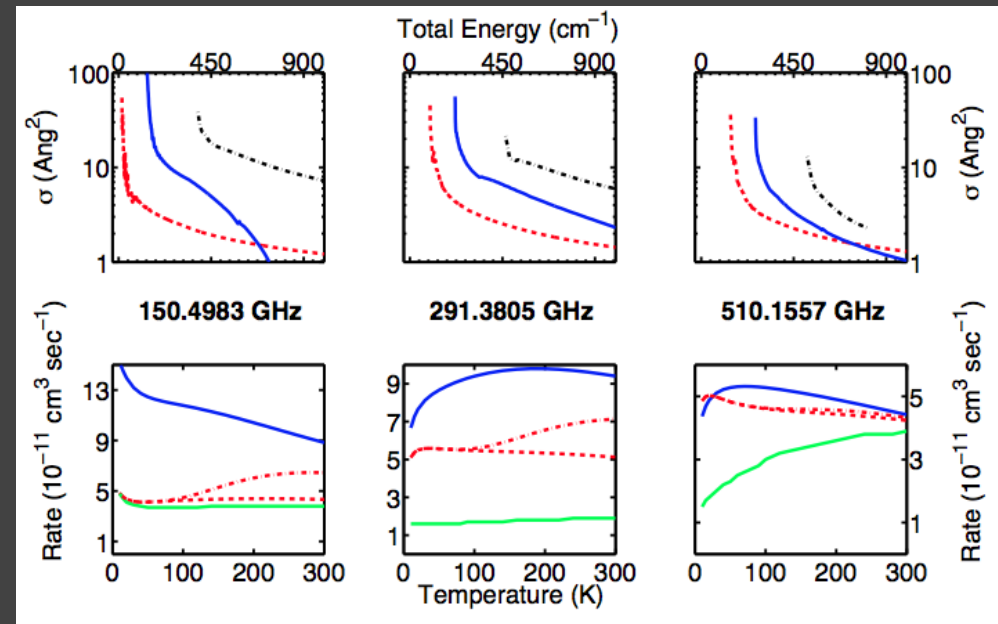 Total Energy (cm⁻¹)
0 450 900 0 450 900 0 450 900
100 100
10 10
1 1
σ (Ang²) σ (Ang²)
150.4983 GHz 291.3805 GHz 510.1557 GHz
Rate (10⁻¹¹ cm³ sec⁻¹) Rate (10⁻¹¹ cm³ sec⁻¹)
13 9 5
9 7 3
5 5 1
1 3
1
0 100 200 300 0 100 200 300 0 100 200 300
Temperature (K)